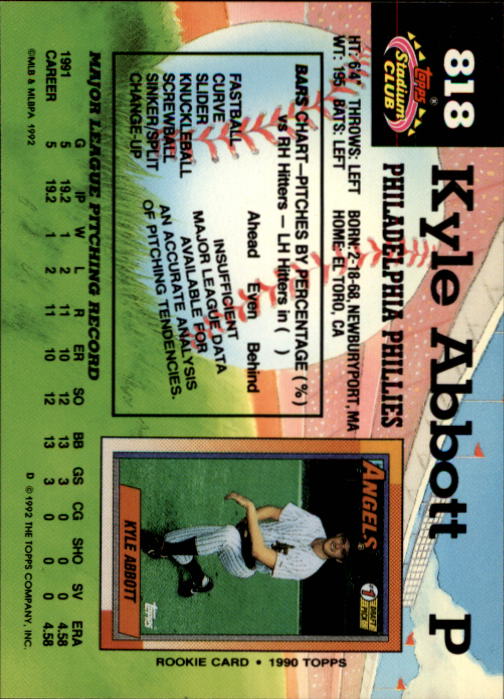 818
Topps®
Stadium
CLUB
Kyle Abbott P
PHILADELPHIA PHILLIES
HT: 6'4" THROWS: LEFT BORN: 2-18-68, NEWBURYPORT, MA
WT: 195 BATS: LEFT HOME: EL TORO, CA
BARS CHART—PITCHES BY PERCENTAGE (%)
vs RH Hitters — LH Hitters in ( )
Ahead Even Behind
FASTBALL
CURVE
SLIDER
KNUCKLEBALL
SCREWBALL
SINKER/SPLIT
CHANGE-UP
INSUFFICIENT
MAJOR LEAGUE DATA
AVAILABLE FOR
AN ACCURATE ANALYSIS
OF PITCHING TENDENCIES.
ANGELS
#1 DRAFT
PICK
KYLE ABBOTT
Topps
ROOKIE CARD • 1990 TOPPS
MAJOR LEAGUE PITCHING RECORD
G IP W L R ER SO BB GS CG SHO SV ERA
1991 5 19.2 1 2 11 10 12 13 3 0 0 0 4.58
CAREER 5 19.2 1 2 11 10 12 13 3 0 0 0 4.58
©MLB & MLBPA 1992
D ©1992 THE TOPPS COMPANY, INC.